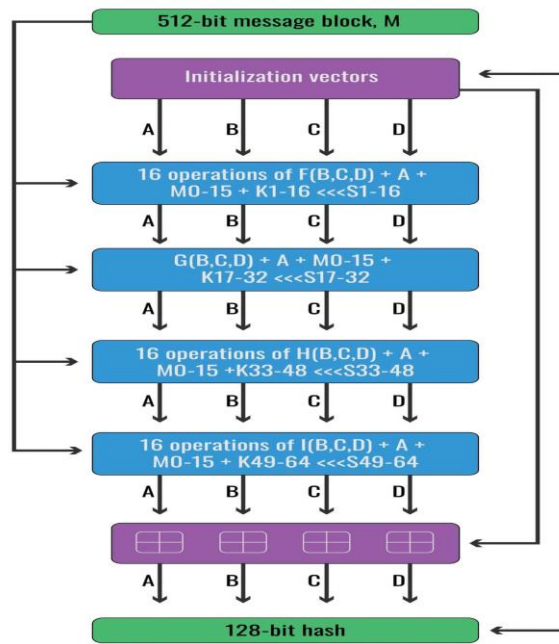 512-bit message block, M
Initialization vectors
A B C D
16 operations of F(B,C,D) + A +
M0-15 + K1-16 <<<S1-16
A B C D
G(B,C,D) + A + M0-15 +
K17-32 <<<S17-32
A B C D
16 operations of H(B,C,D) + A +
M0-15 +K33-48 <<<S33-48
A B C D
16 operations of I(B,C,D) + A +
M0-15 + K49-64 <<<S49-64
A B C D
A B C D
128-bit hash